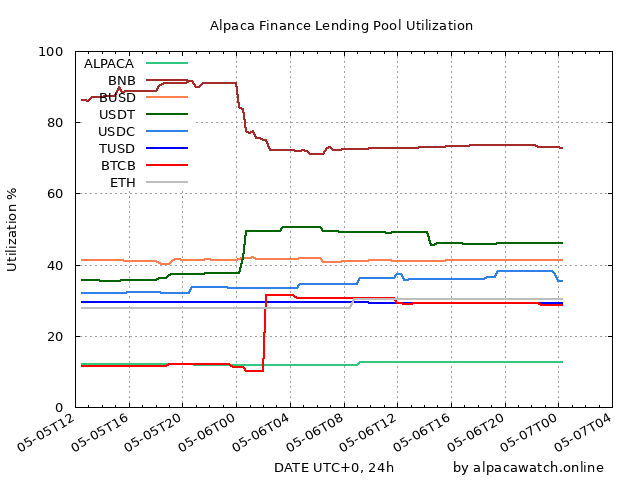 Alpaca Finance Lending Pool Utilization
100
80
60
40
20
0
Utilization %
ALPACA
BNB
BUSD
USDT
USDC
TUSD
BTCB
ETH
05-05T12
05-05T16
05-05T20
05-06T00
05-06T04
05-06T08
05-06T12
05-06T16
05-06T20
05-07T00
05-07T04
DATE UTC+0, 24h
by alpacawatch.online